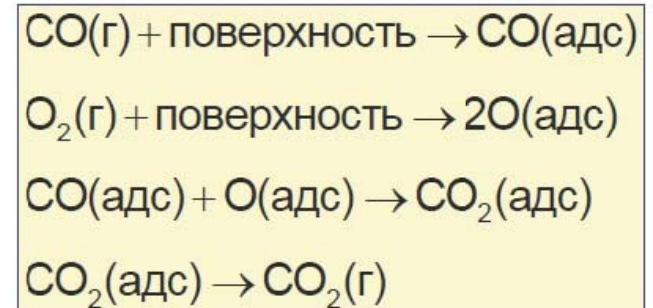 CO(г) + поверхность → CO(адс)
O₂(г) + поверхность → 2O(адс)
CO(адс) + O(адс) → CO₂(адс)
CO₂(адс) → CO₂(г)